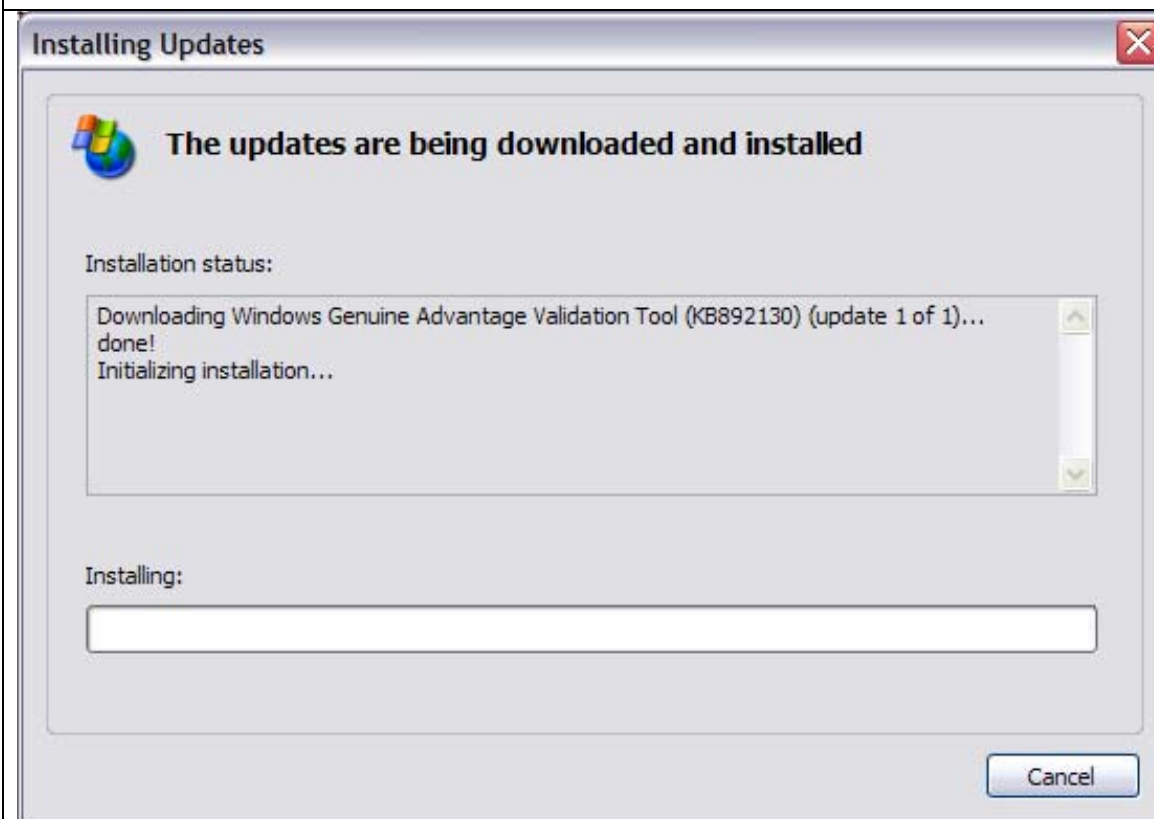 Installing Updates
The updates are being downloaded and installed
Installation status:
Downloading Windows Genuine Advantage Validation Tool (KB892130) (update 1 of 1)...
done!
Initializing installation...
Installing:
Cancel